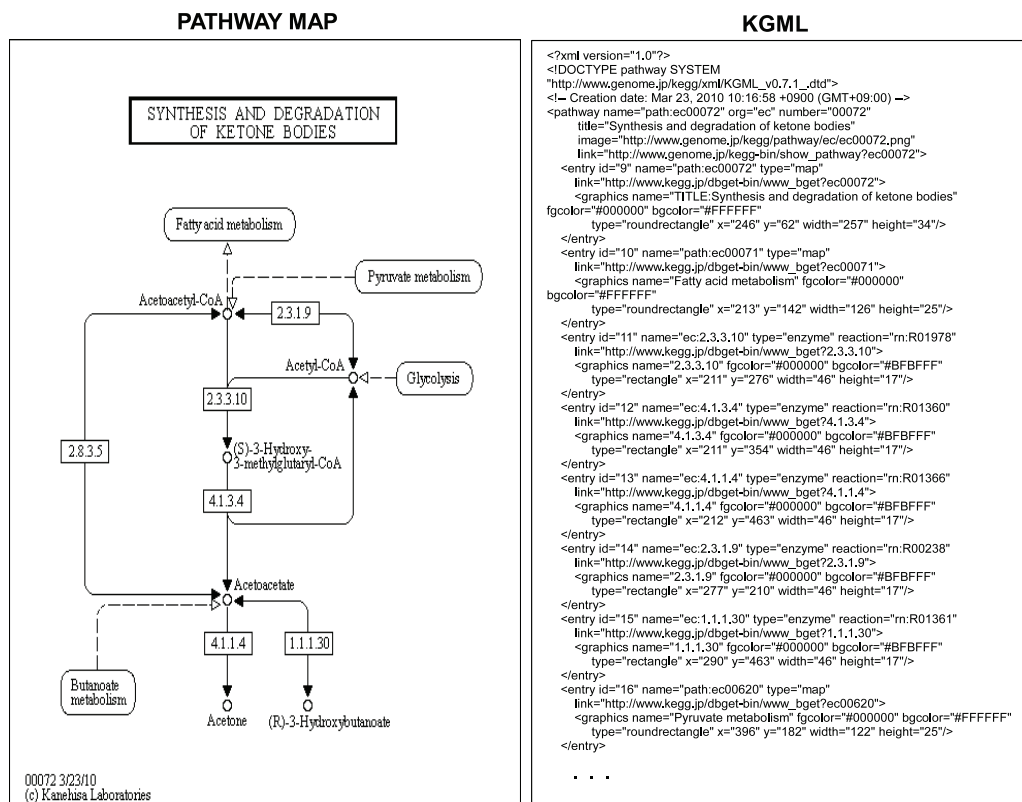 PATHWAY MAP
SYNTHESIS AND DEGRADATION
OF KETONE BODIES
Fatty acid metabolism
Pyruvate metabolism
Acetoacetyl-CoA
2.3.1.9
Acetyl-CoA
Glycolysis
2.3.3.10
2.8.3.5
(S)-3-Hydroxy-
3-methylglutaryl-CoA
4.1.3.4
Acetoacetate
4.1.1.4
1.1.1.30
Butanoate
metabolism
Acetone
(R)-3-Hydroxybutanoate
00072 3/23/10
(c) Kanehisa Laboratories
KGML
<?xml version="1.0"?>
<!DOCTYPE pathway SYSTEM
"http://www.genome.jp/kegg/xml/KGML_v0.7.1_.dtd">
<!-- Creation date: Mar 23, 2010 10:16:58 +0900 (GMT+09:00) -->
<pathway name="path:ec00072" org="ec" number="00072"
title="Synthesis and degradation of ketone bodies"
image="http://www.genome.jp/kegg/pathway/ec/ec00072.png"
link="http://www.genome.jp/kegg-bin/show_pathway?ec00072">
<entry id="9" name="path:ec00072" type="map"
link="http://www.kegg.jp/dbget-bin/www_bget?ec00072">
<graphics name="TITLE:Synthesis and degradation of ketone bodies"
fgcolor="#000000" bgcolor="#FFFFFF"
type="roundrectangle" x="246" y="62" width="257" height="34"/>
</entry>
<entry id="10" name="path:ec00071" type="map"
link="http://www.kegg.jp/dbget-bin/www_bget?ec00071">
<graphics name="Fatty acid metabolism" fgcolor="#000000"
bgcolor="#FFFFFF"
type="roundrectangle" x="213" y="142" width="126" height="25"/>
</entry>
<entry id="11" name="ec:2.3.3.10" type="enzyme" reaction="rn:R01978"
link="http://www.kegg.jp/dbget-bin/www_bget?2.3.3.10">
<graphics name="2.3.3.10" fgcolor="#000000" bgcolor="#BFBFFF"
type="rectangle" x="211" y="276" width="46" height="17"/>
</entry>
<entry id="12" name="ec:4.1.3.4" type="enzyme" reaction="rn:R01360"
link="http://www.kegg.jp/dbget-bin/www_bget?4.1.3.4">
<graphics name="4.1.3.4" fgcolor="#000000" bgcolor="#BFBFFF"
type="rectangle" x="211" y="354" width="46" height="17"/>
</entry>
<entry id="13" name="ec:4.1.1.4" type="enzyme" reaction="rn:R01366"
link="http://www.kegg.jp/dbget-bin/www_bget?4.1.1.4">
<graphics name="4.1.1.4" fgcolor="#000000" bgcolor="#BFBFFF"
type="rectangle" x="212" y="463" width="46" height="17"/>
</entry>
<entry id="14" name="ec:2.3.1.9" type="enzyme" reaction="rn:R00238"
link="http://www.kegg.jp/dbget-bin/www_bget?2.3.1.9">
<graphics name="2.3.1.9" fgcolor="#000000" bgcolor="#BFBFFF"
type="rectangle" x="277" y="210" width="46" height="17"/>
</entry>
<entry id="15" name="ec:1.1.1.30" type="enzyme" reaction="rn:R01361"
link="http://www.kegg.jp/dbget-bin/www_bget?1.1.1.30">
<graphics name="1.1.1.30" fgcolor="#000000" bgcolor="#BFBFFF"
type="rectangle" x="290" y="463" width="46" height="17"/>
</entry>
<entry id="16" name="path:ec00620" type="map"
link="http://www.kegg.jp/dbget-bin/www_bget?ec00620">
<graphics name="Pyruvate metabolism" fgcolor="#000000" bgcolor="#FFFFFF"
type="roundrectangle" x="396" y="182" width="122" height="25"/>
</entry>
. . .